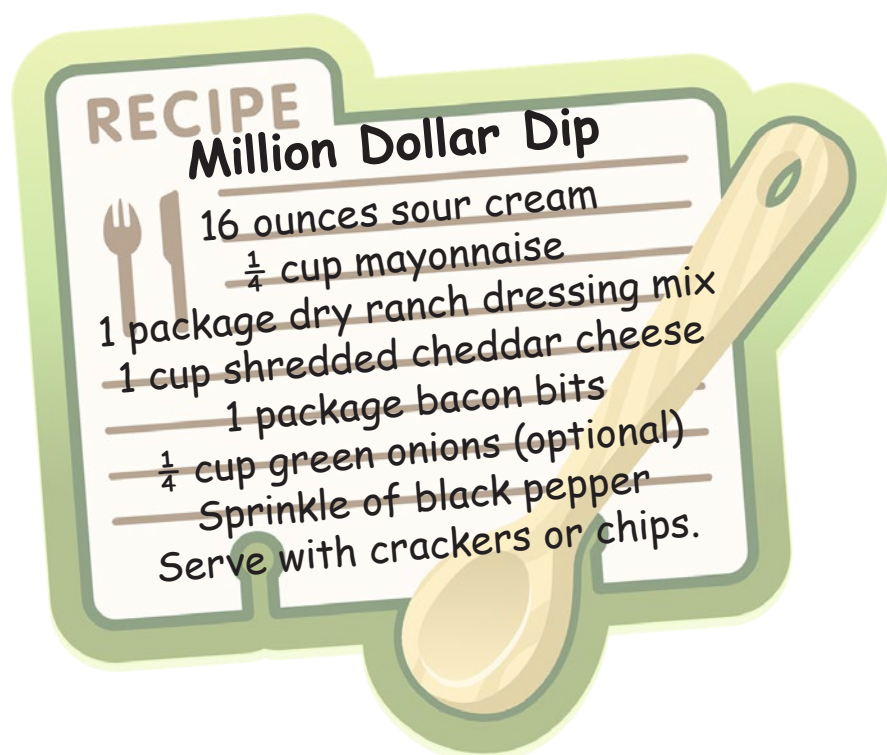 RECIPE
Million Dollar Dip
16 ounces sour cream
¼ cup mayonnaise
1 package dry ranch dressing mix
1 cup shredded cheddar cheese
1 package bacon bits
¼ cup green onions (optional)
Sprinkle of black pepper
Serve with crackers or chips.